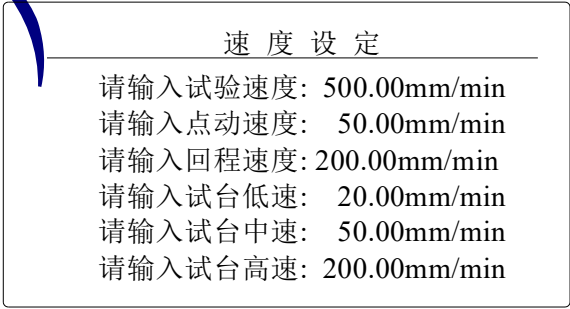 速 度 设 定
请输入试验速度: 500.00mm/min
请输入点动速度: 50.00mm/min
请输入回程速度: 200.00mm/min
请输入试台低速: 20.00mm/min
请输入试台中速: 50.00mm/min
请输入试台高速: 200.00mm/min